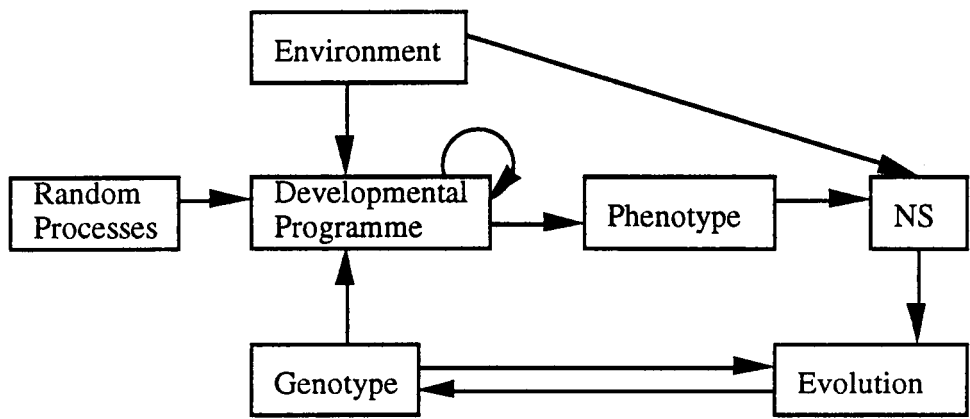 Environment
Random
Processes
Developmental
Programme
Phenotype
NS
Genotype
Evolution